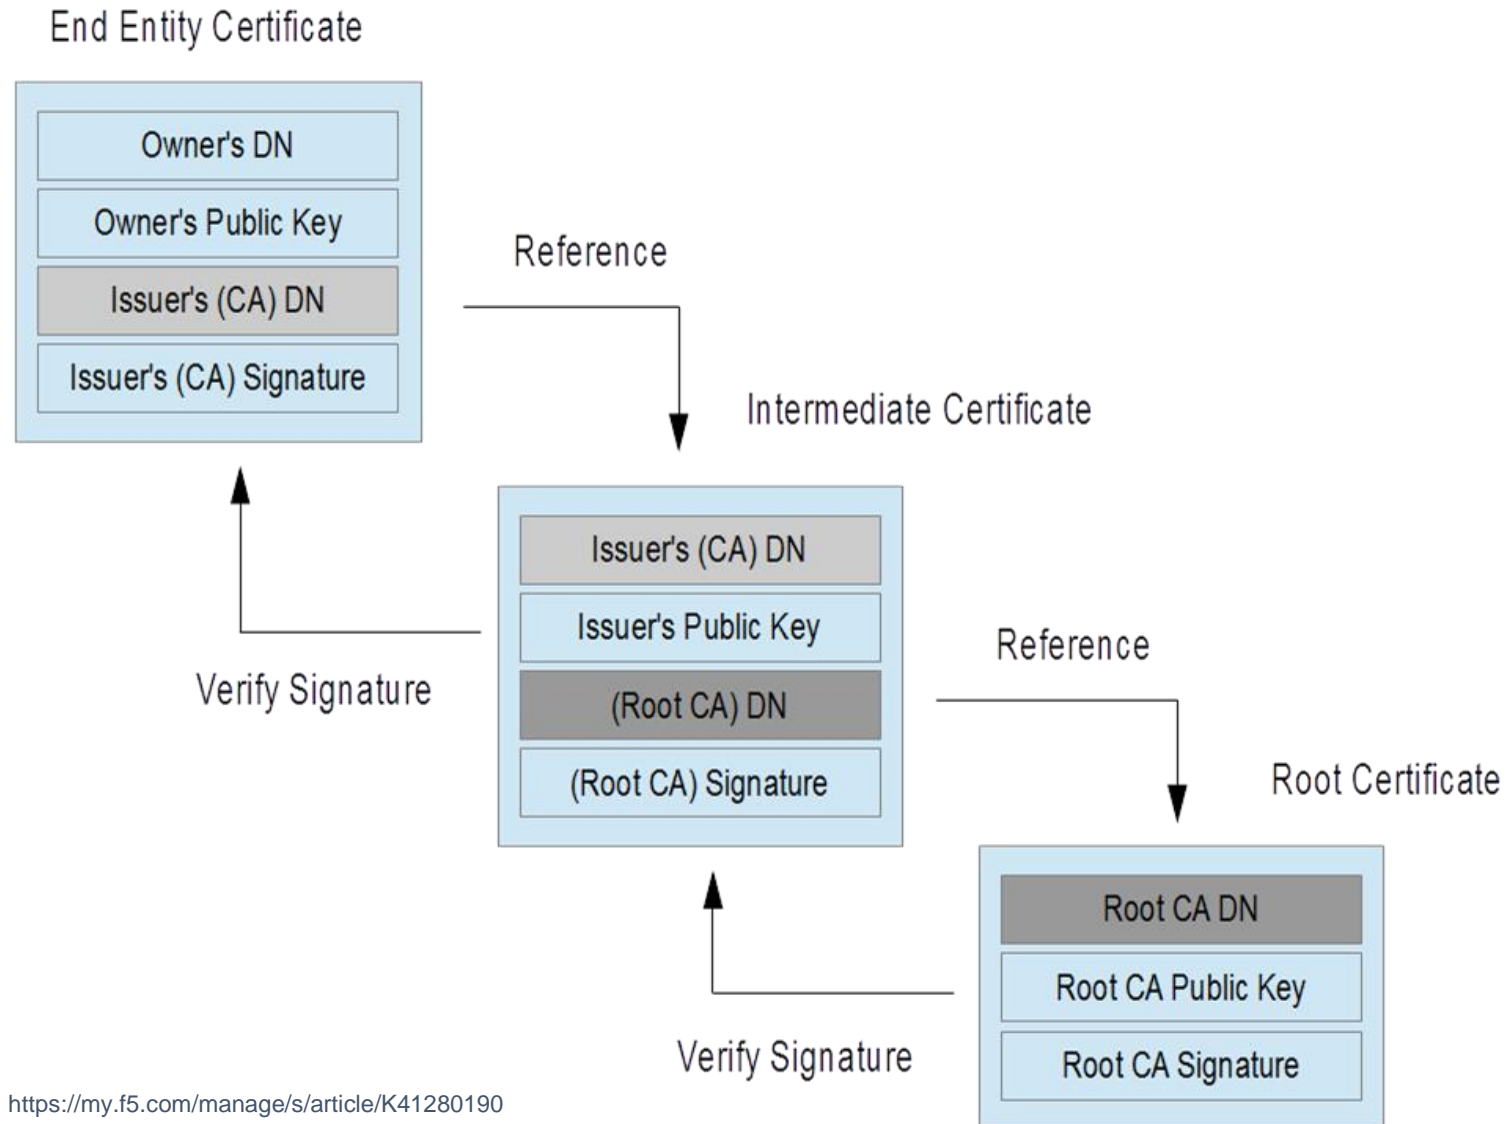 End Entity Certificate
Owner's DN
Owner's Public Key
Issuer's (CA) DN
Issuer's (CA) Signature
Reference
Intermediate Certificate
Issuer's (CA) DN
Issuer's Public Key
(Root CA) DN
(Root CA) Signature
Verify Signature
Reference
Root Certificate
Root CA DN
Root CA Public Key
Root CA Signature
Verify Signature
https://my.f5.com/manage/s/article/K41280190